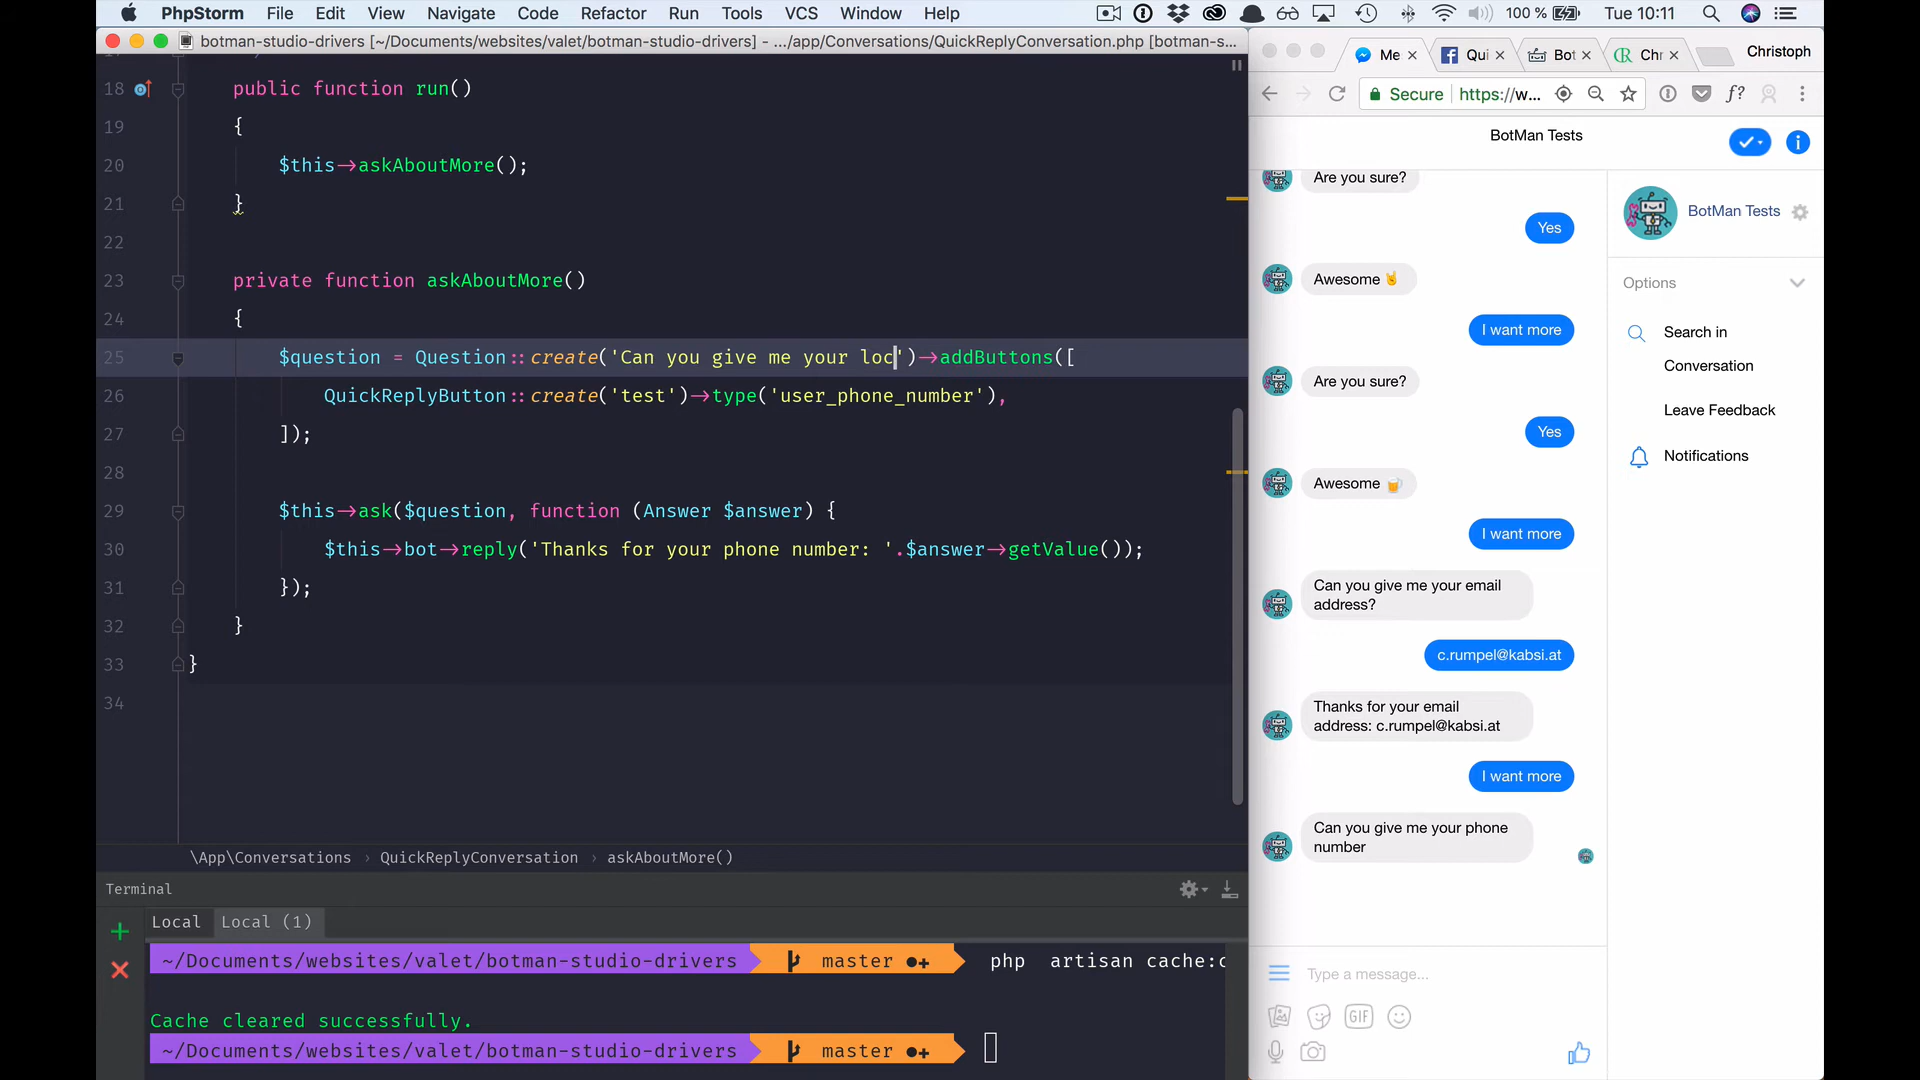 PhpStorm File Edit View Navigate Code Refactor Run Tools VCS Window Help 100 % Tue 10:11
botman-studio-drivers [~/Documents/websites/valet/botman-studio-drivers] - .../app/Conversations/QuickReplyConversation.php [botman-s...
18 public function run()
19 {
20 $this->askAboutMore();
21 }
22
23 private function askAboutMore()
24 {
25 $question = Question::create('Can you give me your loc')->addButtons([
26 QuickReplyButton::create('test')->type('user_phone_number'),
27 ]);
28
29 $this->ask($question, function (Answer $answer) {
30 $this->bot->reply('Thanks for your phone number: '.$answer->getValue());
31 });
32 }
33 }
34
\App\Conversations › QuickReplyConversation › askAboutMore()
Terminal
Local Local (1)
~/Documents/websites/valet/botman-studio-drivers master ●+ php artisan cache:c
Cache cleared successfully.
~/Documents/websites/valet/botman-studio-drivers master ●+
Me Qui Bot Chr Christoph
Secure https://w... f?
BotMan Tests
Are you sure?
Yes
Awesome 🤘
I want more
Are you sure?
Yes
Awesome 🍺
I want more
Can you give me your email
address?
c.rumpel@kabsi.at
Thanks for your email
address: c.rumpel@kabsi.at
I want more
Can you give me your phone
number
Type a message...
GIF
BotMan Tests
Options
Search in
Conversation
Leave Feedback
Notifications